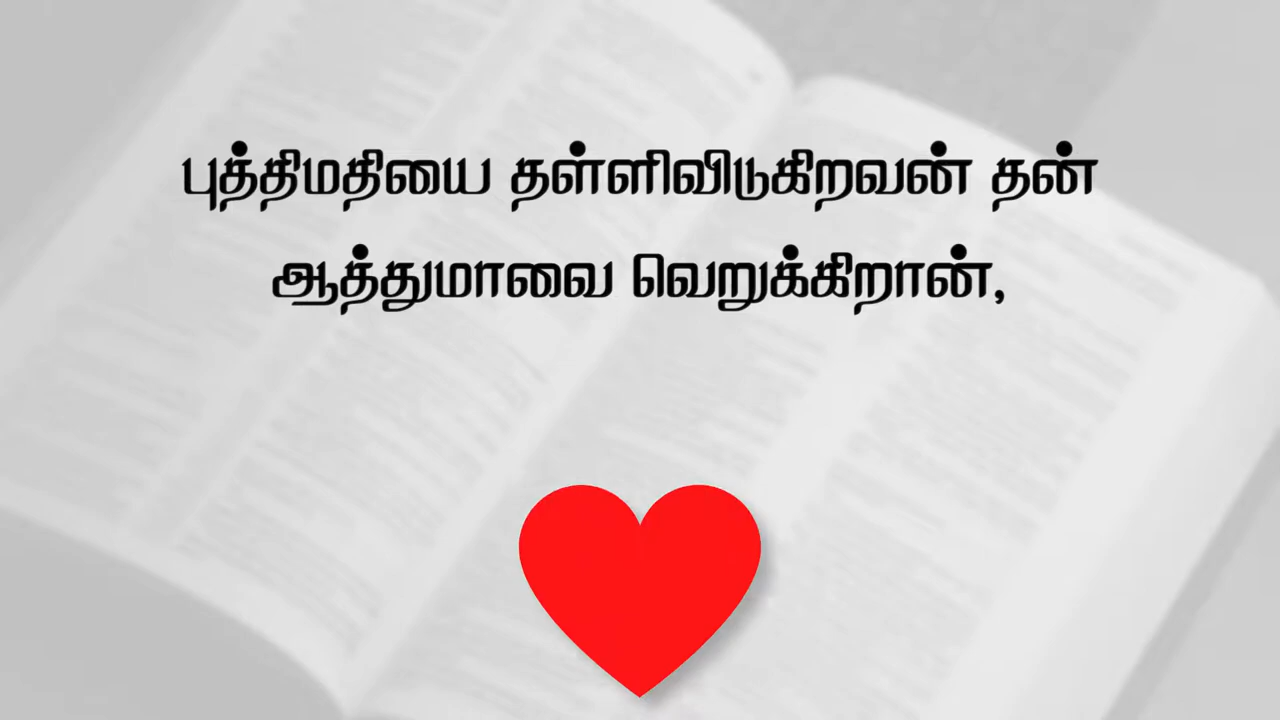 புத்திமதியை தள்ளிவிடுகிறவன் தன்
ஆத்துமாவை வெறுக்கிறான்,